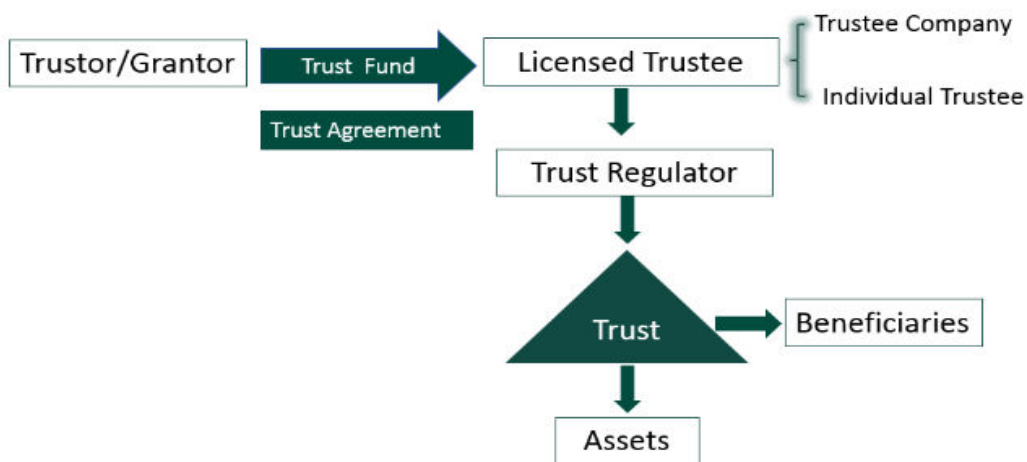 Trustor/Grantor
Trust Fund
Trust Agreement
Licensed Trustee
Trustee Company
Individual Trustee
Trust Regulator
Trust
Beneficiaries
Assets